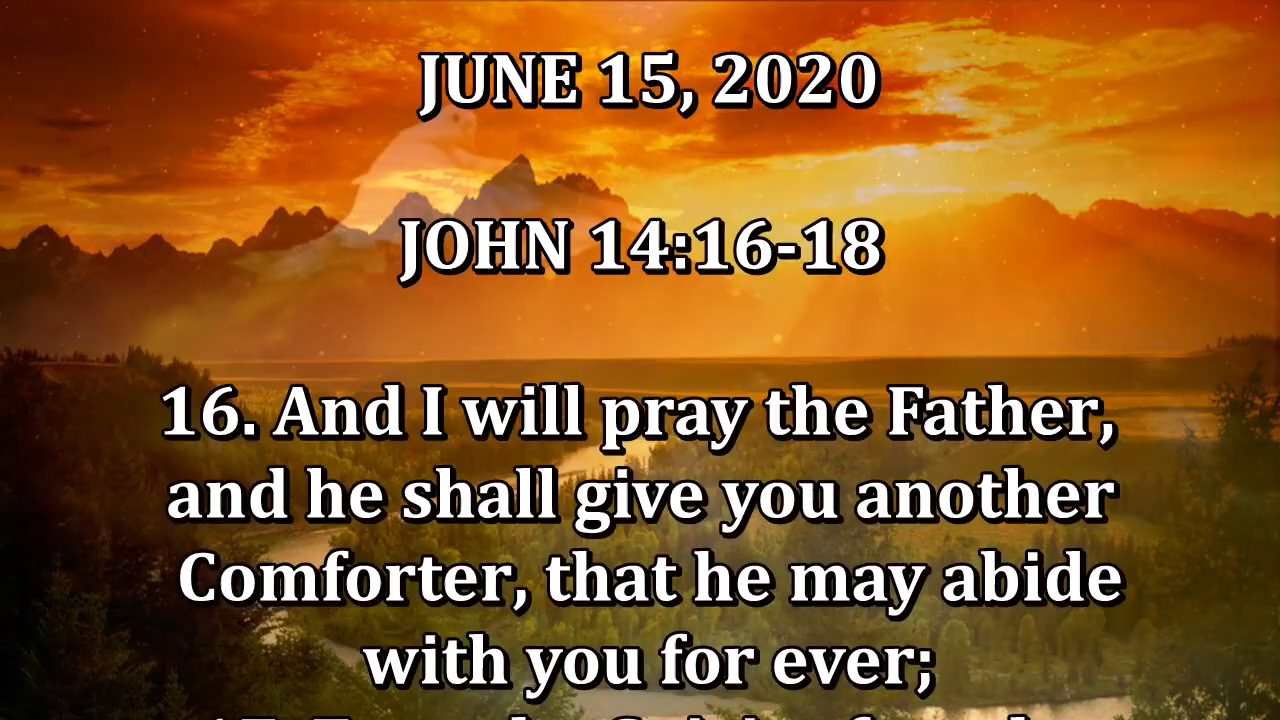 JUNE 15, 2020
JOHN 14:16-18
16. And I will pray the Father,
and he shall give you another
Comforter, that he may abide
with you for ever;